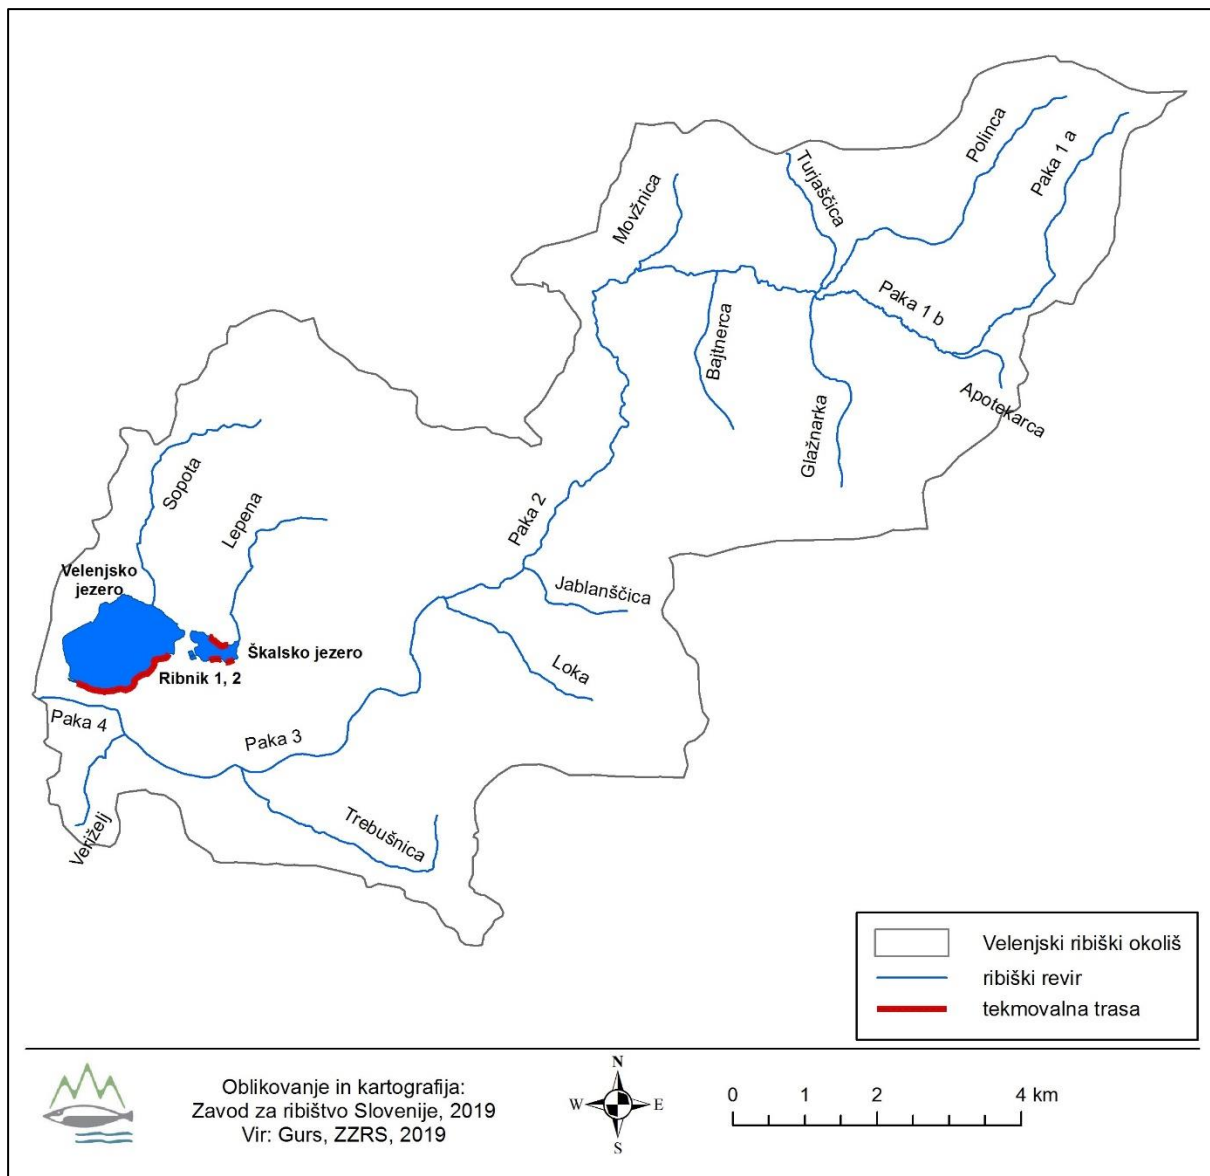 Polinca
Paka 1 a
Turjaščica
Movžnica
Paka 1 b
Bajtnerca
Apotekarca
Glažnarka
Sopota
Lepena
Paka 2
Velenjsko
jezero
Jablanščica
Škalsko jezero
Ribnik 1, 2
Loka
Paka 4
Paka 3
Trebušnica
Veriželj
Velenjski ribiški okoliš
ribiški revir
tekmovalna trasa
Oblikovanje in kartografija:
Zavod za ribištvo Slovenije, 2019
Vir: Gurs, ZZRS, 2019
N
W E
S
0 1 2 4 km